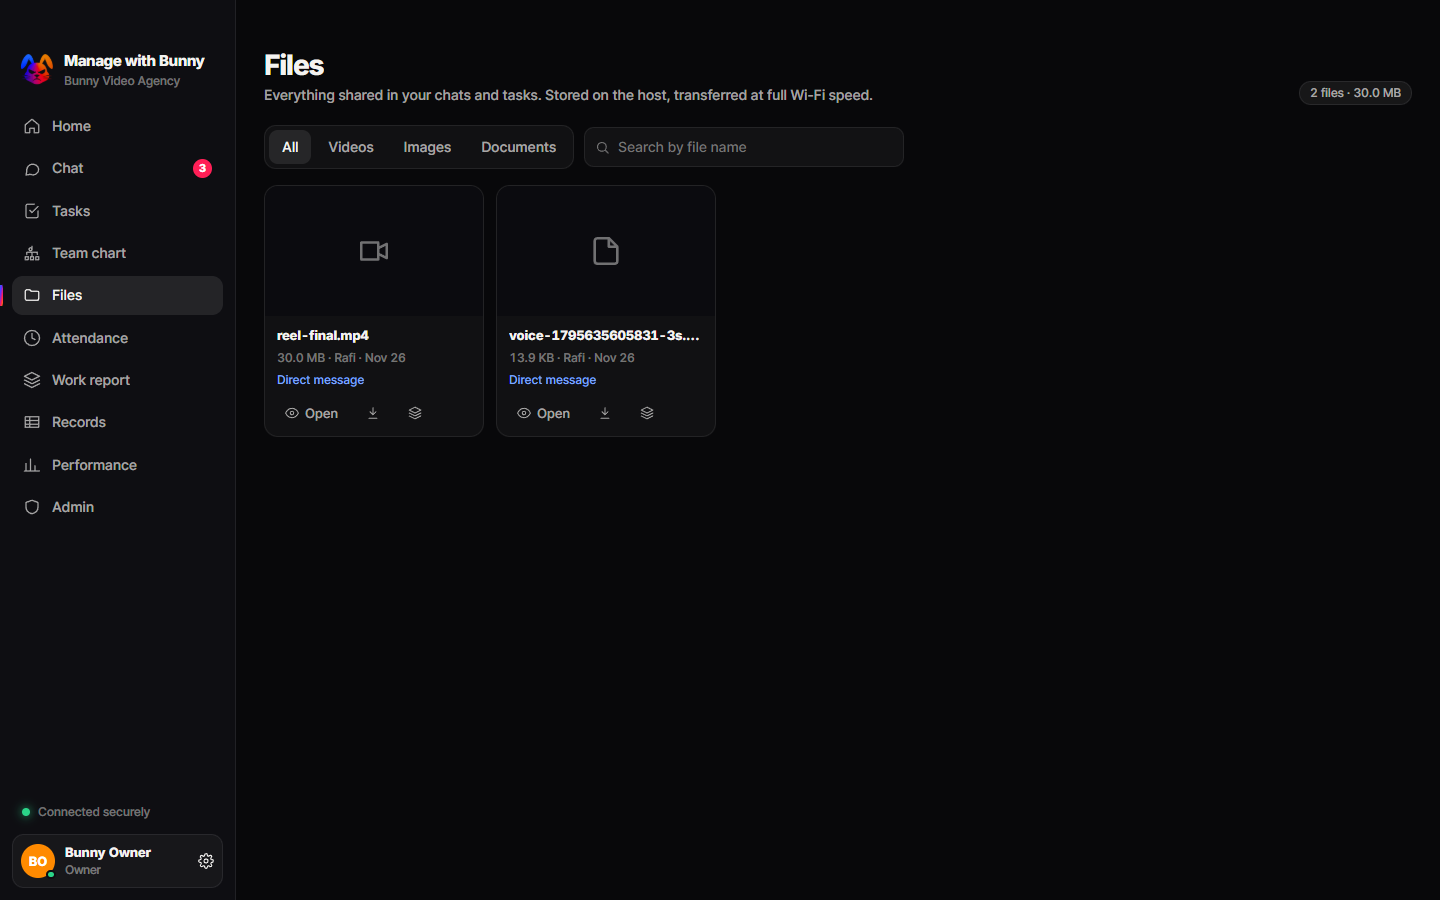 Manage with Bunny
Bunny Video Agency
Home
Chat
3
Tasks
Team chart
Files
Attendance
Work report
Records
Performance
Admin
Connected securely
BO
Bunny Owner
Owner
Files
Everything shared in your chats and tasks. Stored on the host, transferred at full Wi-Fi speed.
2 files · 30.0 MB
All
Videos
Images
Documents
Search by file name
reel-final.mp4
30.0 MB · Rafi · Nov 26
Direct message
Open
voice-1795635605831-3s....
13.9 KB · Rafi · Nov 26
Direct message
Open